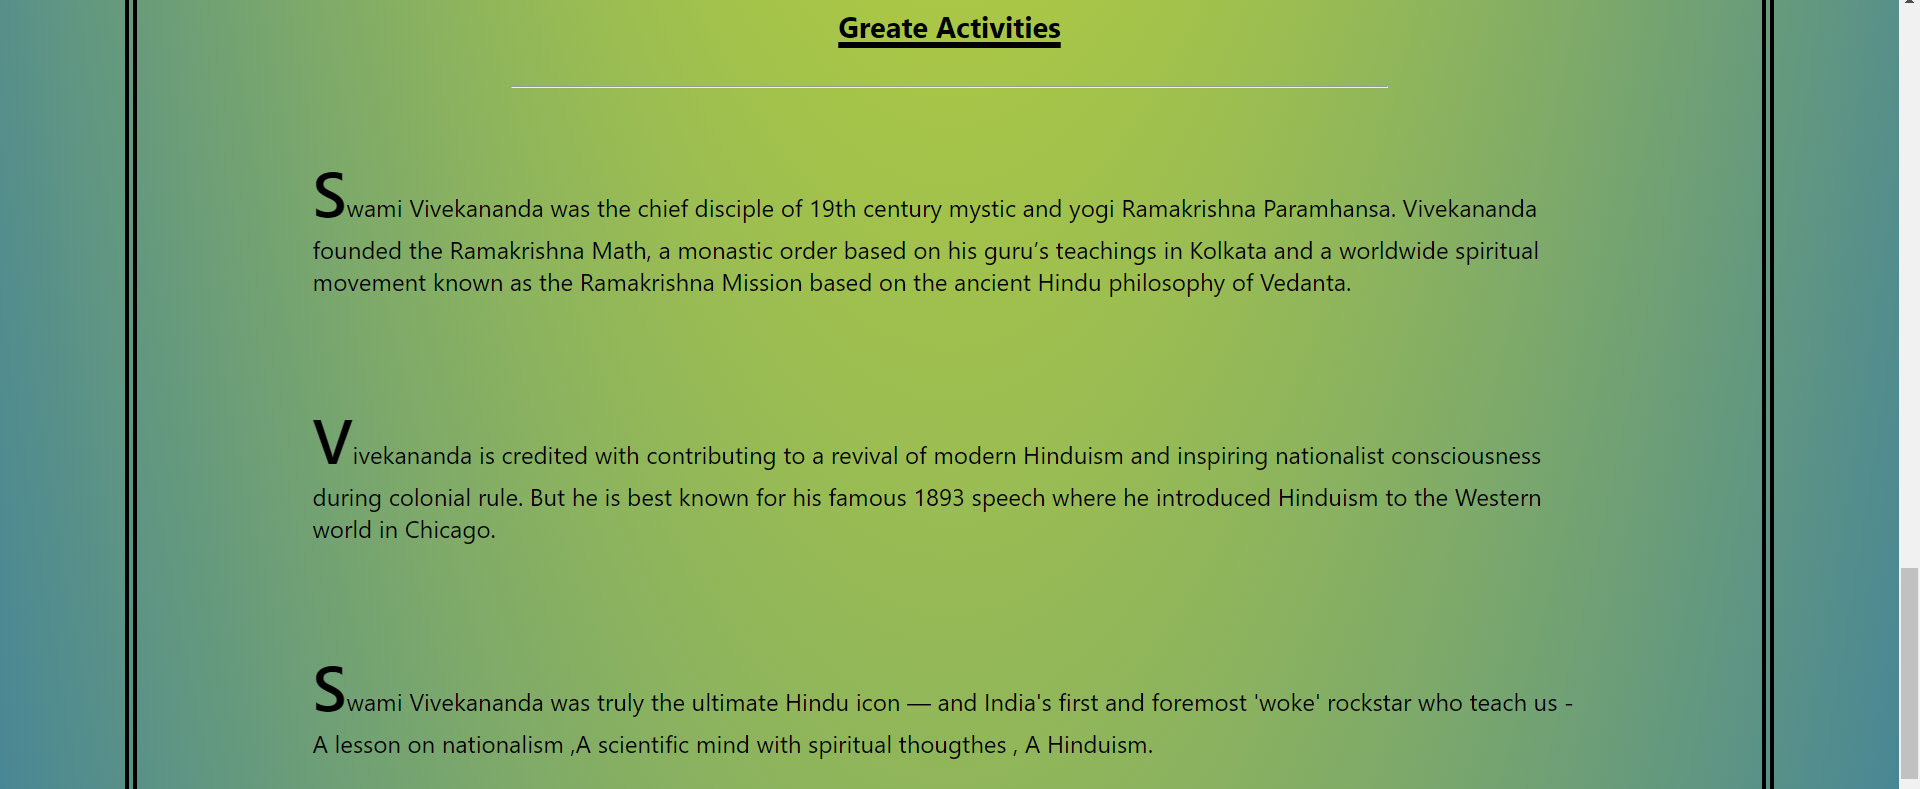 Greate Activities
Swami Vivekananda was the chief disciple of 19th century mystic and yogi Ramakrishna Paramhansa. Vivekananda
founded the Ramakrishna Math, a monastic order based on his guru’s teachings in Kolkata and a worldwide spiritual
movement known as the Ramakrishna Mission based on the ancient Hindu philosophy of Vedanta.
Vivekananda is credited with contributing to a revival of modern Hinduism and inspiring nationalist consciousness
during colonial rule. But he is best known for his famous 1893 speech where he introduced Hinduism to the Western
world in Chicago.
Swami Vivekananda was truly the ultimate Hindu icon — and India's first and foremost 'woke' rockstar who teach us -
A lesson on nationalism ,A scientific mind with spiritual thougthes , A Hinduism.